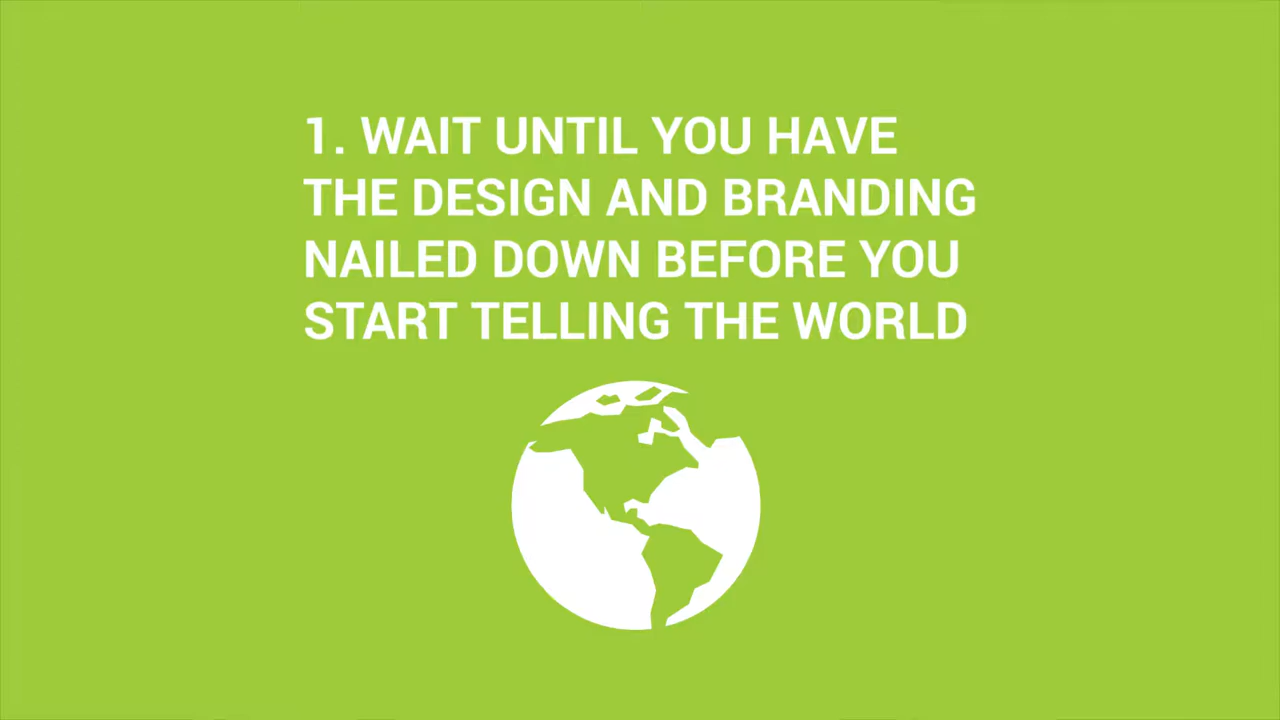 1. WAIT UNTIL YOU HAVE
THE DESIGN AND BRANDING
NAILED DOWN BEFORE YOU
START TELLING THE WORLD